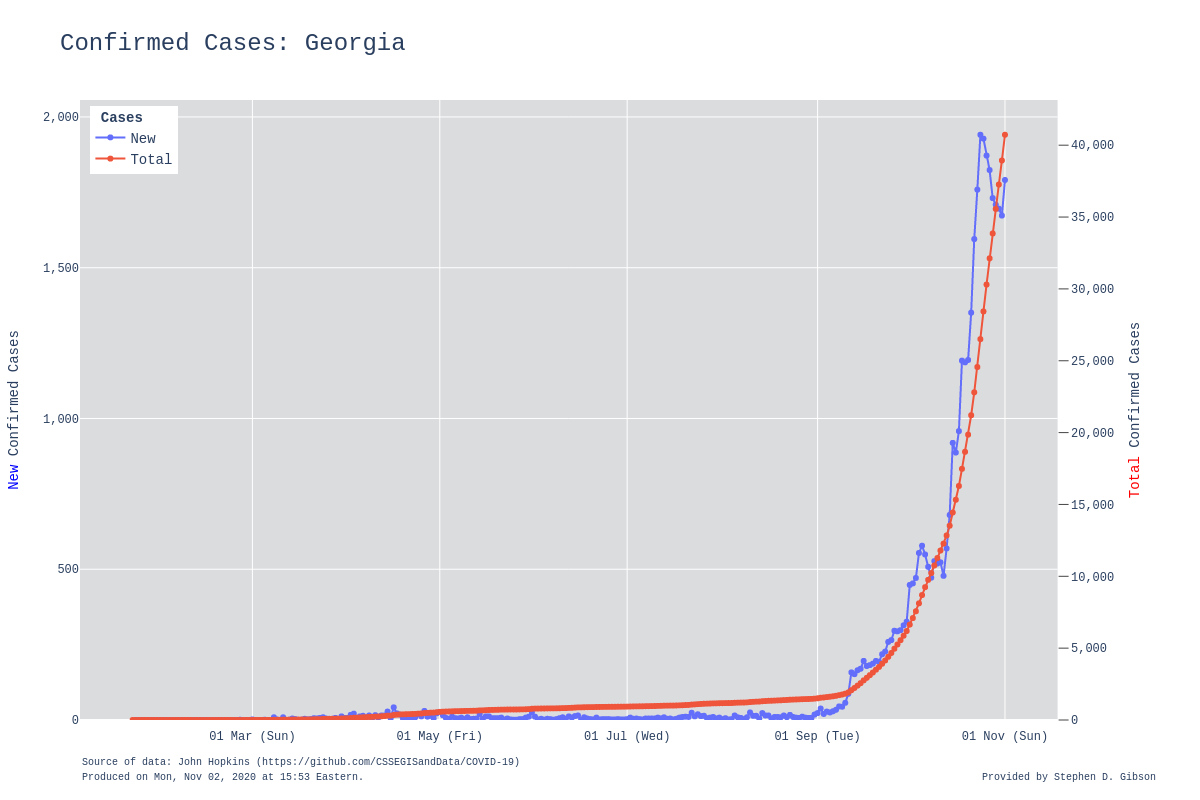 Confirmed Cases: Georgia
Cases
New
Total
2,000
1,500
1,000
500
0
New Confirmed Cases
40,000
35,000
30,000
25,000
20,000
15,000
10,000
5,000
0
Total Confirmed Cases
01 Mar (Sun)
01 May (Fri)
01 Jul (Wed)
01 Sep (Tue)
01 Nov (Sun)
Source of data: John Hopkins (https://github.com/CSSEGISandData/COVID-19)
Produced on Mon, Nov 02, 2020 at 15:53 Eastern.
Provided by Stephen D. Gibson